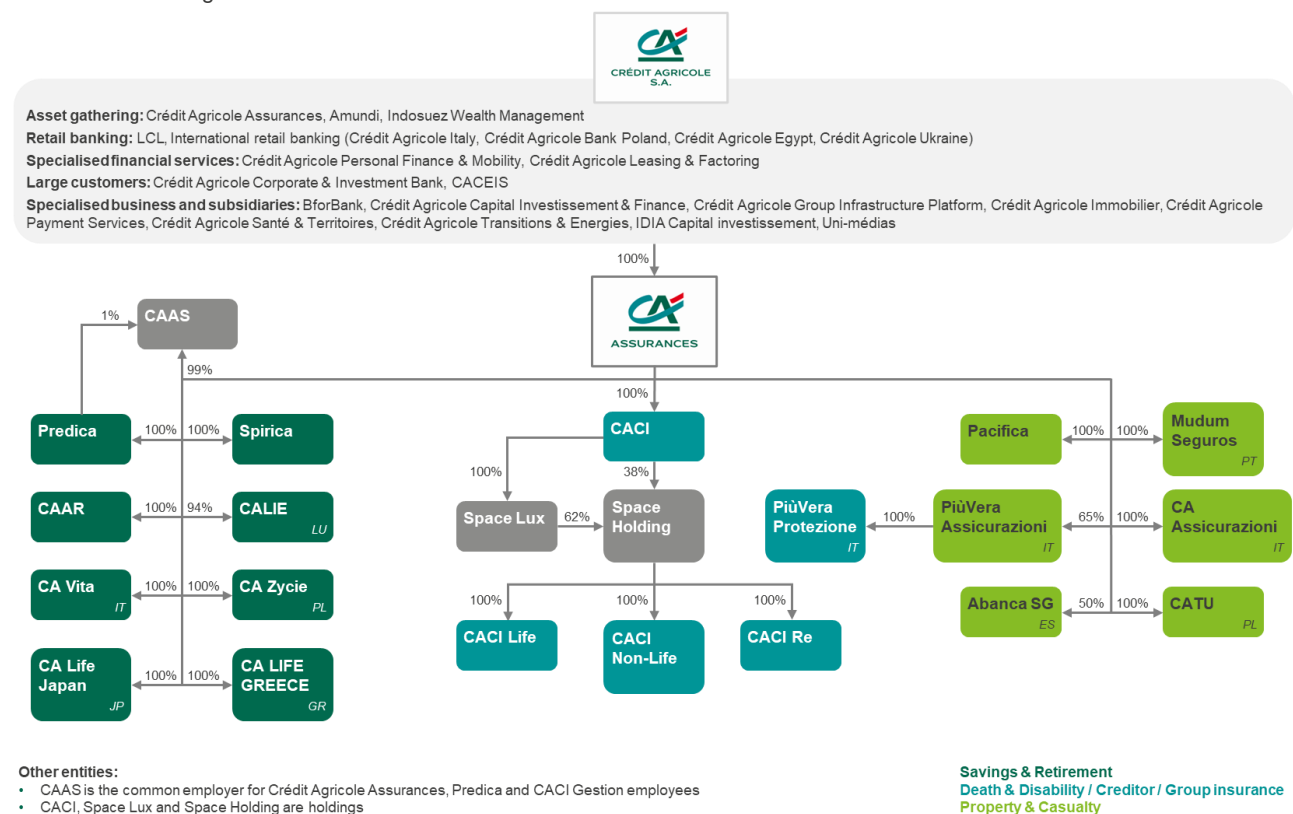 CRÉDIT AGRICOLE
S.A.
Asset gathering: Crédit Agricole Assurances, Amundi, Indosuez Wealth Management
Retail banking: LCL, International retail banking (Crédit Agricole Italy, Crédit Agricole Bank Poland, Crédit Agricole Egypt, Crédit Agricole Ukraine)
Specialised financial services: Crédit Agricole Personal Finance & Mobility, Crédit Agricole Leasing & Factoring
Large customers: Crédit Agricole Corporate & Investment Bank, CACEIS
Specialised business and subsidiaries: BforBank, Crédit Agricole Capital Investissement & Finance, Crédit Agricole Group Infrastructure Platform, Crédit Agricole Immobilier, Crédit Agricole
Payment Services, Crédit Agricole Santé & Territoires, Crédit Agricole Transitions & Energies, IDIA Capital investissement, Uni-médias
100%
ASSURANCES
1%
CAAS
99%
100%
Predica
100%
100%
Spirica
CAAR
100%
94%
CALIE
LU
CA Vita
IT
100%
100%
CA Zycie
PL
CA Life
Japan
JP
100%
100%
CA LIFE
GREECE
GR
CACI
100%
38%
Space Lux
62%
Space
Holding
100%
100%
100%
CACI Life
CACI
Non-Life
CACI Re
Pacifica
100%
100%
Mudum
Seguros
PT
PiùVera
Protezione
IT
100%
PiùVera
Assicurazioni
IT
65%
100%
CA
Assicurazioni
IT
Abanca SG
ES
50%
100%
CATU
PL
Other entities:
• CAAS is the common employer for Crédit Agricole Assurances, Predica and CACI Gestion employees
• CACI, Space Lux and Space Holding are holdings
Savings & Retirement
Death & Disability / Creditor / Group insurance
Property & Casualty